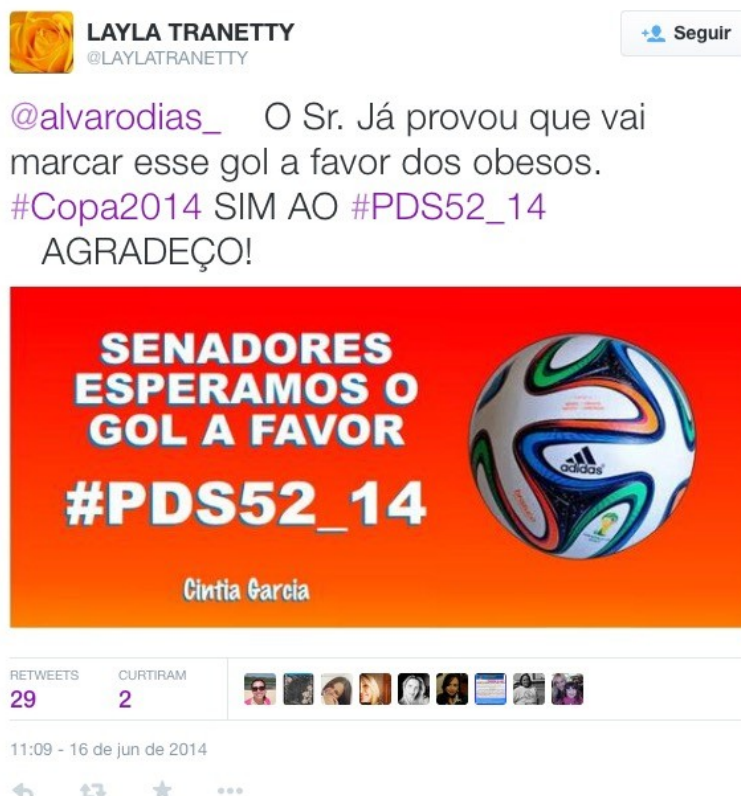 LAYLA TRANETTY
@LAYLATRANETTY
Seguir
@alvarodias_ O Sr. Já provou que vai
marcar esse gol a favor dos obesos.
#Copa2014 SIM AO #PDS52_14
AGRADEÇO!
SENADORES
ESPERAMOS O
GOL A FAVOR
#PDS52_14
adidas
Cintia Garcia
RETWEETS
CURTIRAM
29
2
11:09 - 16 de jun de 2014